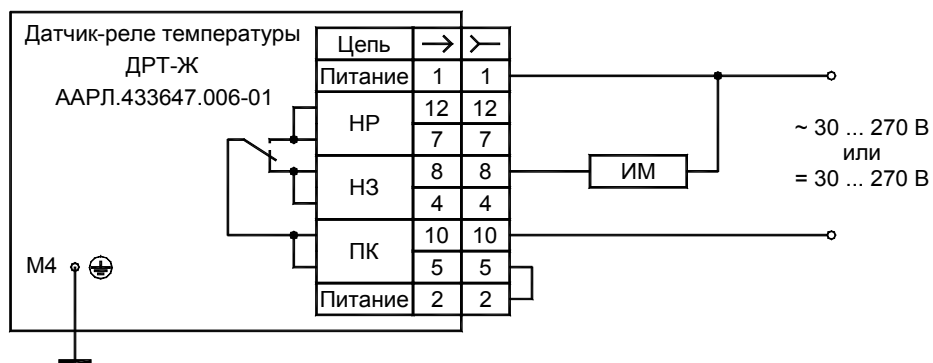 Датчик-реле температуры
ДРТ-Ж
ААРЛ.433647.006-01
Цепь
Питание 1 1
НР 12 12
7 7
НЗ 8 8
4 4
ПК 10 10
5 5
Питание 2 2
ИМ
~ 30 ... 270 В
или
= 30 ... 270 В
М4